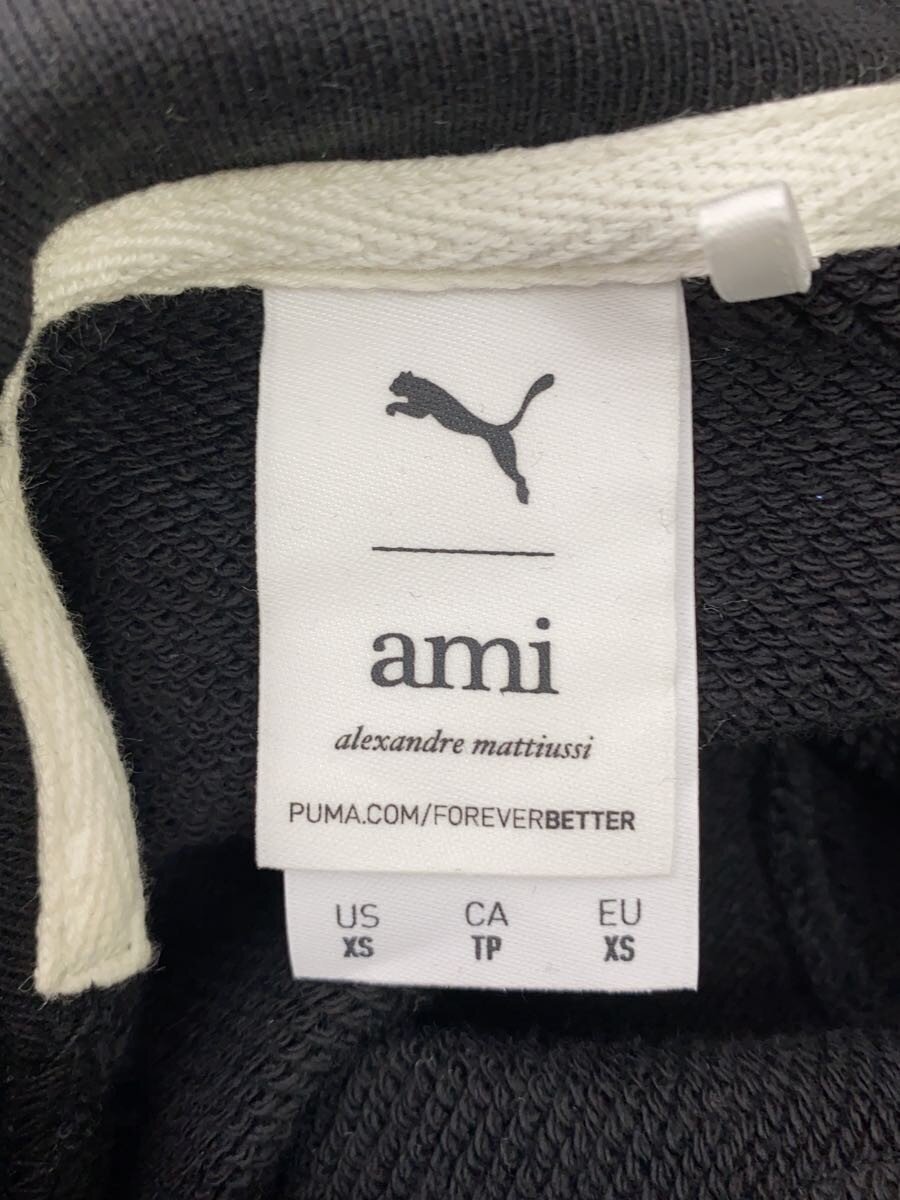 ami
alexandre mattiussi
PUMA.COM/FOREVERBETTER
US CA EU
XS TP XS